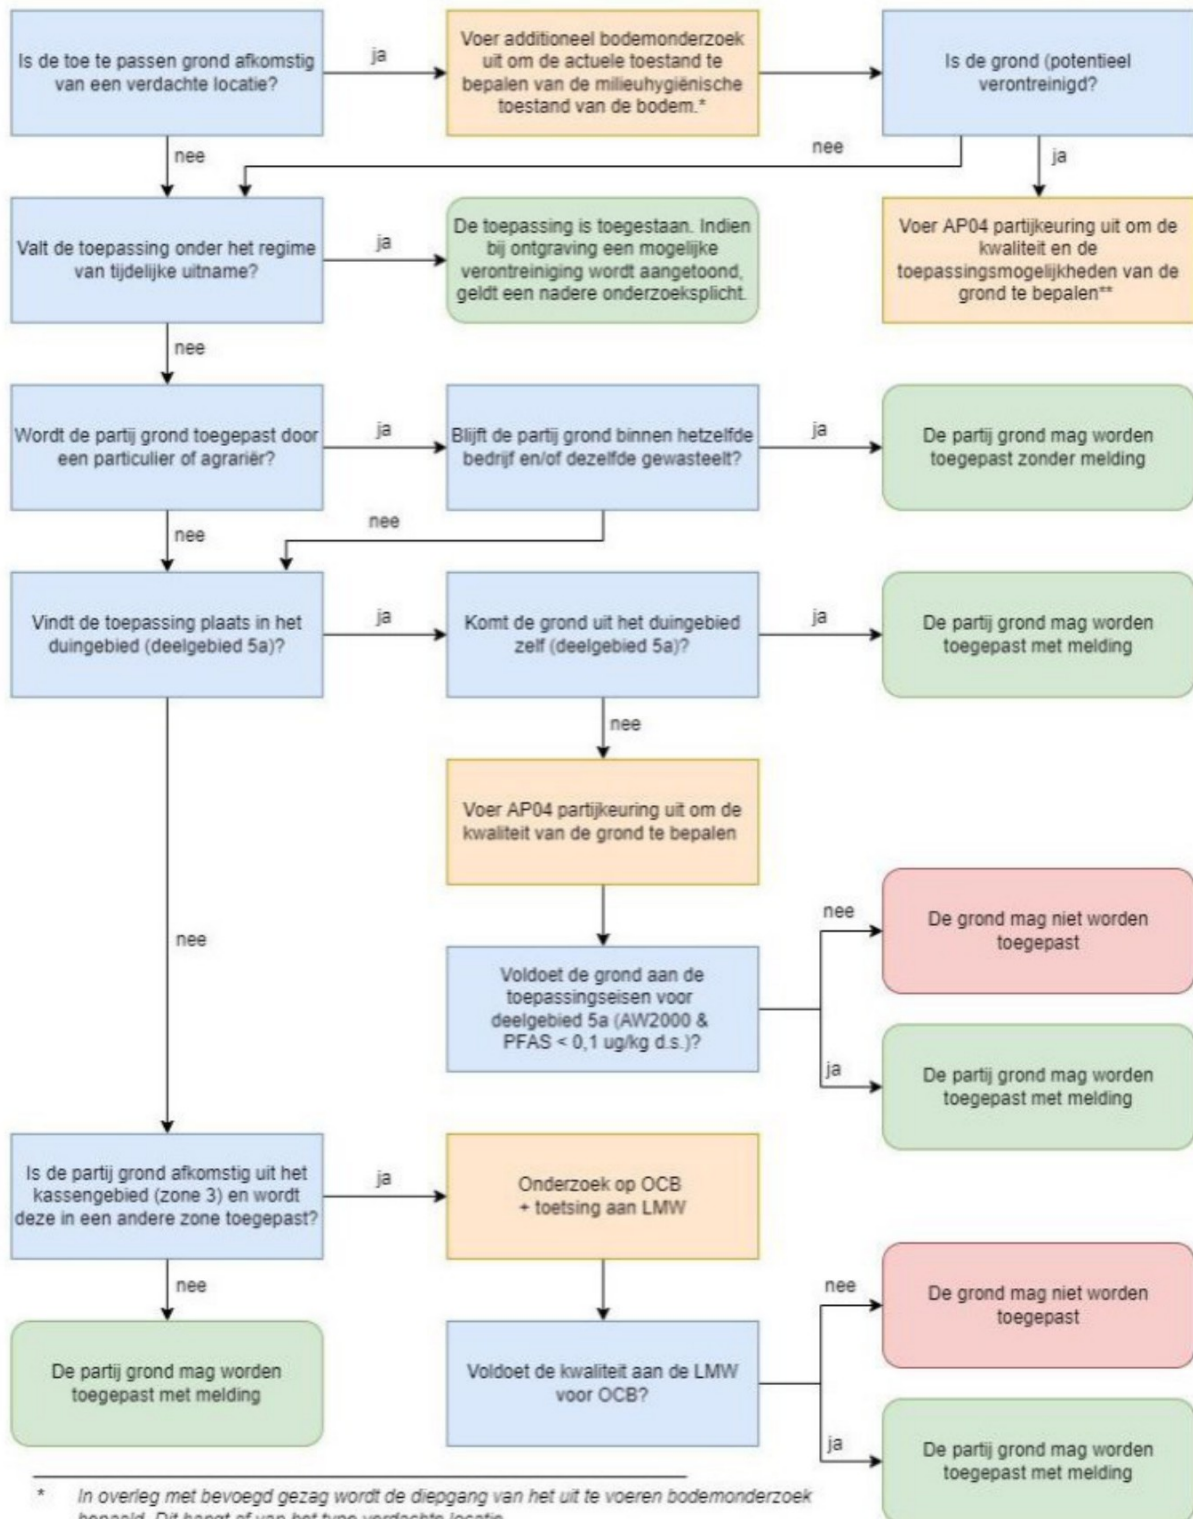 Is de toe te passen grond afkomstig
van een verdachte locatie?
ja
Voer additioneel bodemonderzoek
uit om de actuele toestand te
bepalen van de milieuhygiënische
toestand van de bodem.*
Is de grond (potentieel
verontreinigd?
nee
nee
ja
Valt de toepassing onder het regime
van tijdelijke uitname?
ja
De toepassing is toegestaan. Indien
bij ontgraving een mogelijke
verontreiniging wordt aangetoond,
geldt een nadere onderzoeksplicht.
Voer AP04 partijkeuring uit om de
kwaliteit en de
toepassingsmogelijkheden van de
grond te bepalen**
nee
Wordt de partij grond toegepast door
een particulier of agrariër?
ja
Blijft de partij grond binnen hetzelfde
bedrijf en/of dezelfde gewasteelt?
ja
De partij grond mag worden
toegepast zonder melding
nee
nee
Vindt de toepassing plaats in het
duingebied (deelgebied 5a)?
ja
Komt de grond uit het duingebied
zelf (deelgebied 5a)?
ja
De partij grond mag worden
toegepast met melding
nee
Voer AP04 partijkeuring uit om de
kwaliteit van de grond te bepalen
nee
Voldoet de grond aan de
toepassingseisen voor
deelgebied 5a (AW2000 &
PFAS < 0,1 ug/kg d.s.)?
nee
De grond mag niet worden
toegepast
ja
De partij grond mag worden
toegepast met melding
Is de partij grond afkomstig uit het
kassengebied (zone 3) en wordt
deze in een andere zone toegepast?
ja
Onderzoek op OCB
+ toetsing aan LMW
nee
De partij grond mag worden
toegepast met melding
Voldoet de kwaliteit aan de LMW
voor OCB?
nee
De grond mag niet worden
toegepast
ja
De partij grond mag worden
toegepast met melding
* In overleg met bevoegd gezag wordt de diepgang van het uit te voeren bodemonderzoek
bepaald. Dit hangt af van het type verdachte locatie